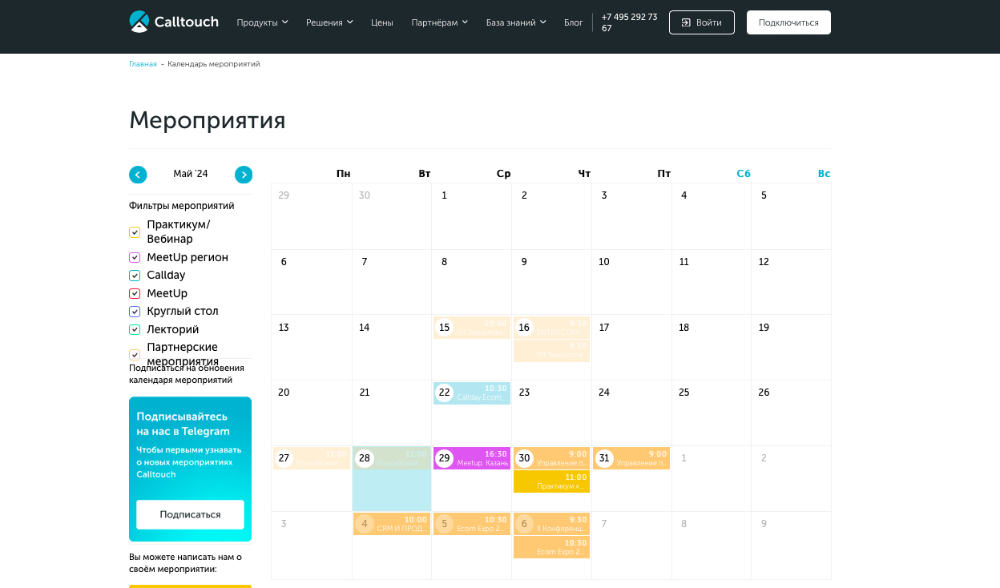 Calltouch
Продукты
Решения
Цены
Партнёрам
База знаний
Блог
+7 495 292 73
67
Войти
Подключиться
Главная - Календарь мероприятий
Мероприятия
Май '24
Фильтры мероприятий
Практикум/
Вебинар
MeetUp регион
Callday
MeetUp
Круглый стол
Лекторий
Партнерские
мероприятия
Подписаться на обновения
календаря мероприятий
Подписывайтесь
на нас в Telegram
Чтобы первыми узнавать
о новых мероприятиях
Calltouch
Подписаться
Вы можете написать нам о
своём мероприятии:
Пн Вт Ср Чт Пт Сб Вс
29 30 1 2 3 4 5
6 7 8 9 10 11 12
13 14 15 16 17 18 19
10:00
9:30
9:30
20 21 22 23 24 25 26
10:30
Callday.Ecom...
27 28 29 30 31 1 2
11:00
Российский
11:00
Российский
16:30
Meetup. Казань
9:00
Управление п...
11:00
Практикум «...
9:00
Управление п...
3 4 5 6 7 8 9
10:00
CRM И ПРОД...
10:30
Ecom Expo 2...
9:30
II Конференц...
10:30
Ecom Expo 2...